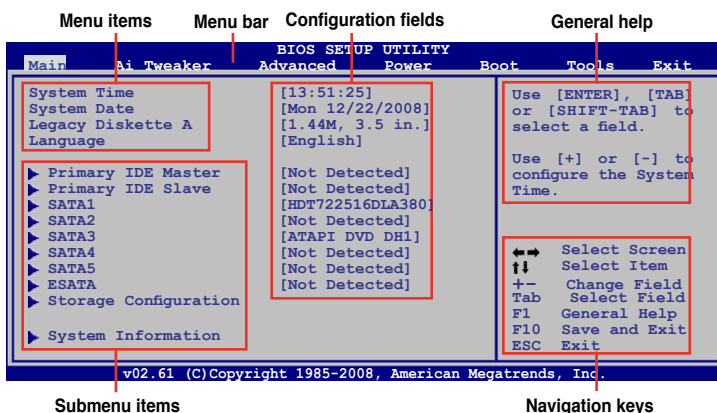 Menu items Menu bar Configuration fields General help
BIOS SETUP UTILITY
Main Ai Tweaker Advanced Power Boot Tools Exit
System Time [13:51:25]
System Date [Mon 12/22/2008]
Legacy Diskette A [1.44M, 3.5 in.]
Language [English]
Primary IDE Master [Not Detected]
Primary IDE Slave [Not Detected]
SATA1 [HDT722516DLA380]
SATA2 [Not Detected]
SATA3 [ATAPI DVD DH1]
SATA4 [Not Detected]
SATA5 [Not Detected]
ESATA [Not Detected]
Storage Configuration
System Information
Use [ENTER], [TAB]
or [SHIFT-TAB] to
select a field.
Use [+] or [-] to
configure the System
Time.
←→ Select Screen
↑↓ Select Item
+- Change Field
Tab Select Field
F1 General Help
F10 Save and Exit
ESC Exit
v02.61 (C)Copyright 1985-2008, American Megatrends, Inc.
Submenu items Navigation keys